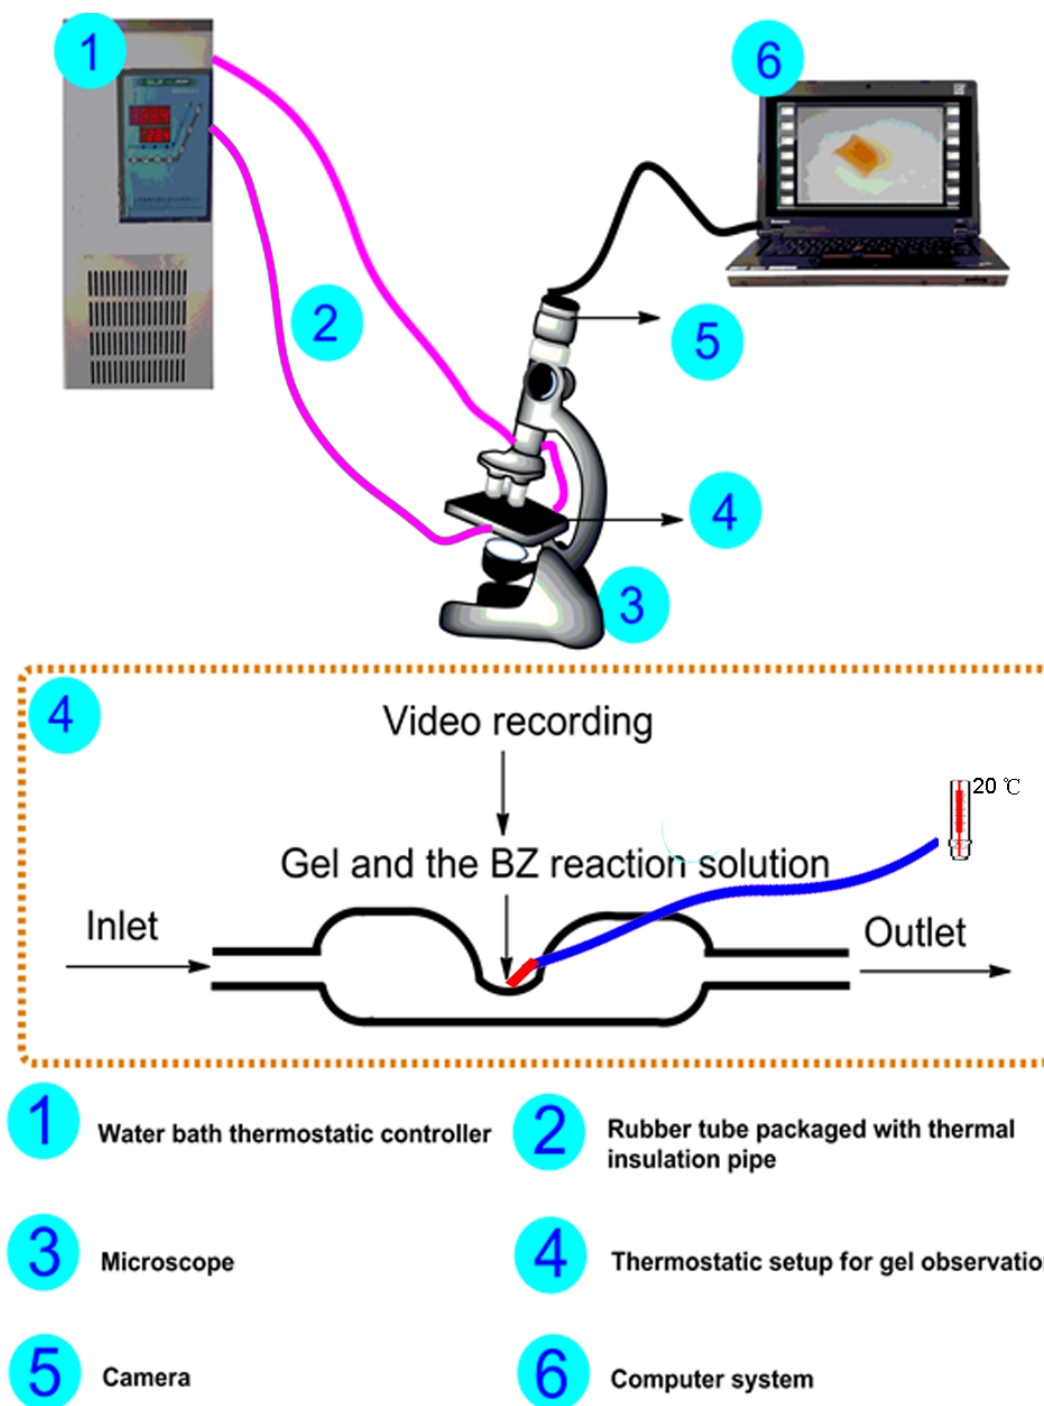 1
6
2
5
4
3
4
Video recording
20 ℃
Gel and the BZ reaction solution
Inlet
Outlet
1 Water bath thermostatic controller
2 Rubber tube packaged with thermal
insulation pipe
3 Microscope
4 Thermostatic setup for gel observatio
5 Camera
6 Computer system